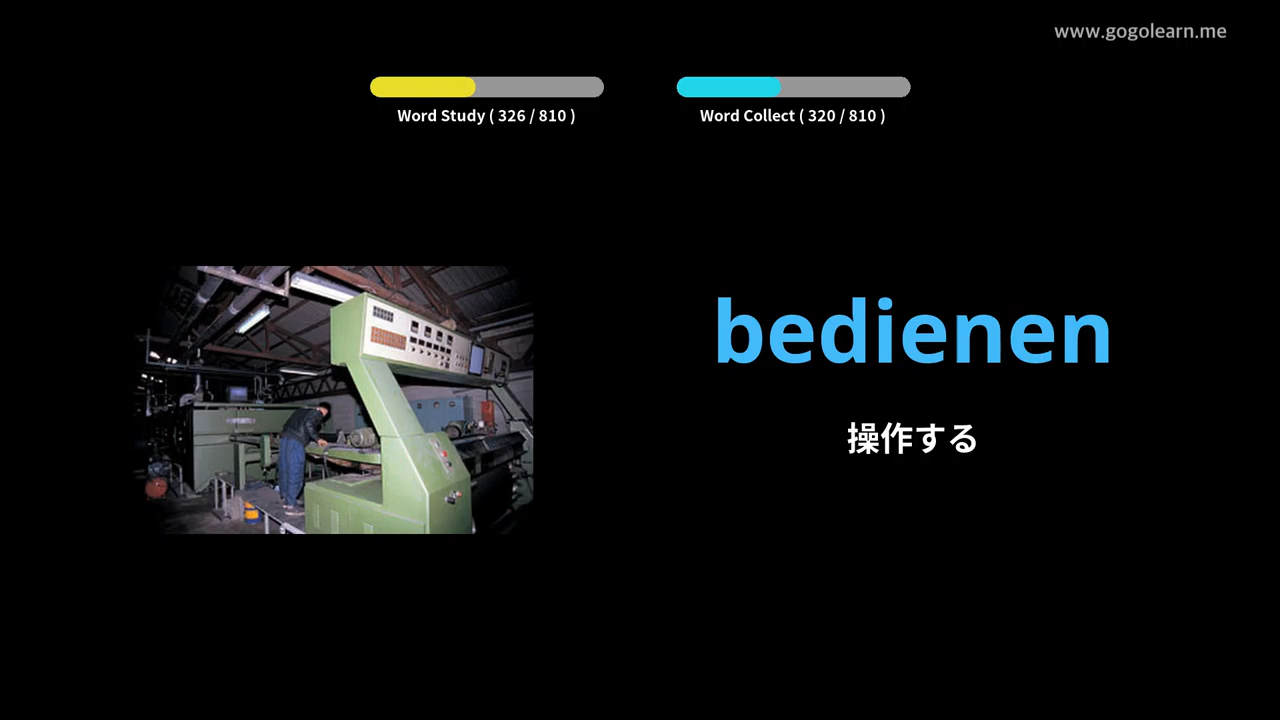 www.gogolearn.me
Word Study ( 326 / 810 )
Word Collect ( 320 / 810 )
bedienen
操作する